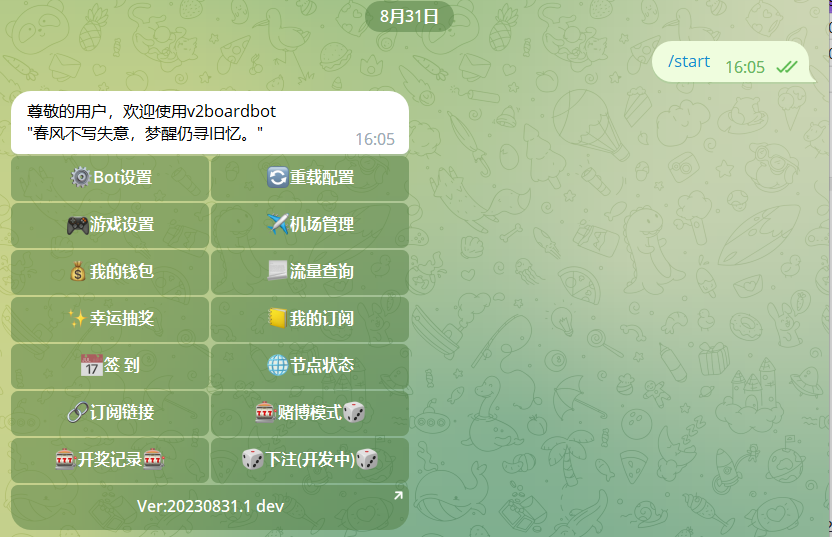 8月31日
/start 16:05
尊敬的用户，欢迎使用v2boardbot
"春风不写失意，梦醒仍寻旧忆。"
16:05
Bot设置 重载配置
游戏设置 机场管理
我的钱包 流量查询
幸运抽奖 我的订阅
17 签 到 节点状态
订阅链接 赌博模式
开奖记录 下注(开发中)
Ver:20230831.1 dev